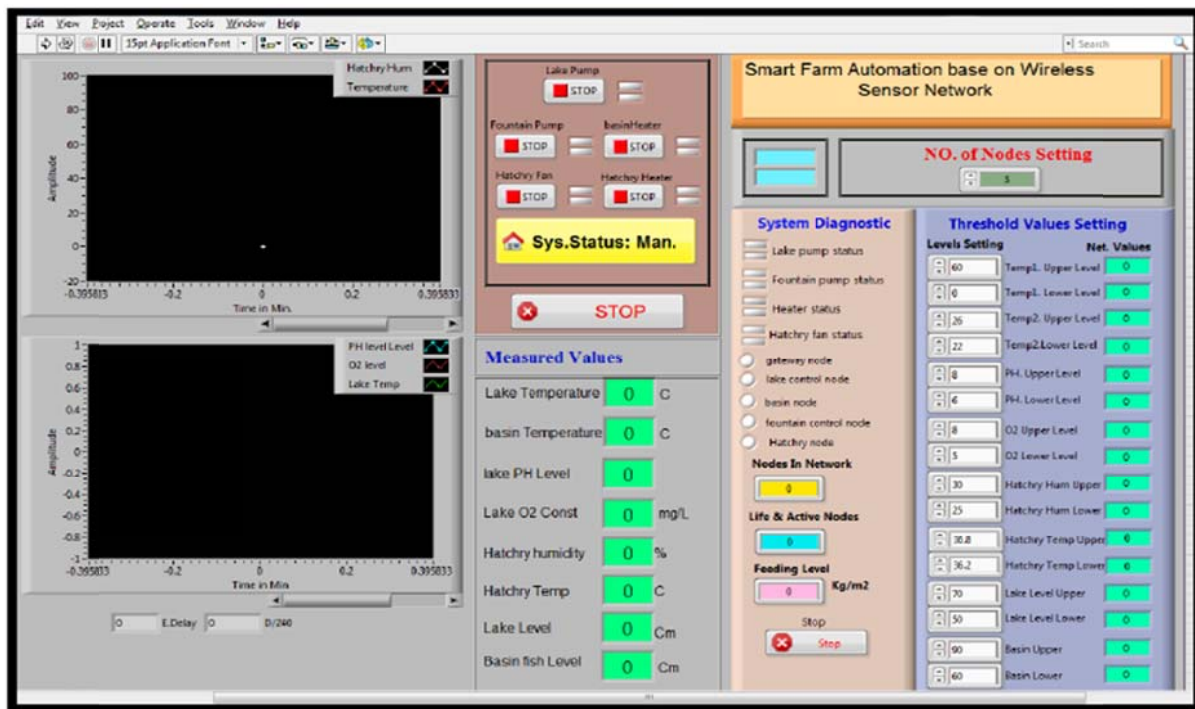 Edit View Project Operate Tools Window Help
15pt Application Font
Search
Hatchry Hum
Temperature
100
80
60
40
20
0
-20
Amplitude
-0.395833 -0.2 0 0.2 0.395833
Time in Min.
PH level Level
O2 level
Lake Temp
1
0.8
0.6
0.4
0.2
0
-0.2
-0.4
-0.6
-0.8
-1
Amplitude
-0.395833 -0.2 0 0.2 0.395833
Time in Min
0 E.Delay 0 D/240
Lake Pump
STOP
Fountain Pump basinHeater
STOP STOP
Hatchry Fan Hatchry Heater
STOP STOP
Sys.Status: Man.
STOP
Measured Values
Lake Temperature 0 C
basin Temperature 0 C
lake PH Level 0
Lake O2 Const 0 mg/L
Hatchry humidity 0 %
Hatchry Temp 0 C
Lake Level 0 Cm
Basin fish Level 0 Cm
Smart Farm Automation base on Wireless
Sensor Network
NO. of Nodes Setting
5
System Diagnostic
Lake pump status
Fountain pump status
Heater status
Hatchry fan status
gateway node
lake control node
basin node
fountain control node
Hatchry node
Nodes In Network
0
Life & Active Nodes
0
Feeding Level
0 Kg/m2
Stop
Stop
Threshold Values Setting
Levels Setting Net. Values
60 Temp1. Upper Level 0
Temp1. Lower Level 0
26 Temp2. Upper Level 0
22 Temp2.Lower Level 0
8 PH. Upper Level 0
6 PH. Lower Level 0
8 O2 Upper Level 0
5 O2 Lower Level 0
30 Hatchry Hum Upper 0
25 Hatchry Hum Lower 0
Hatchry Temp Upper 0
36.2 Hatchry Temp Lower 0
70 Lake Level Upper 0
50 Lake Level Lower 0
90 Basin Upper 0
60 Basin Lower 0